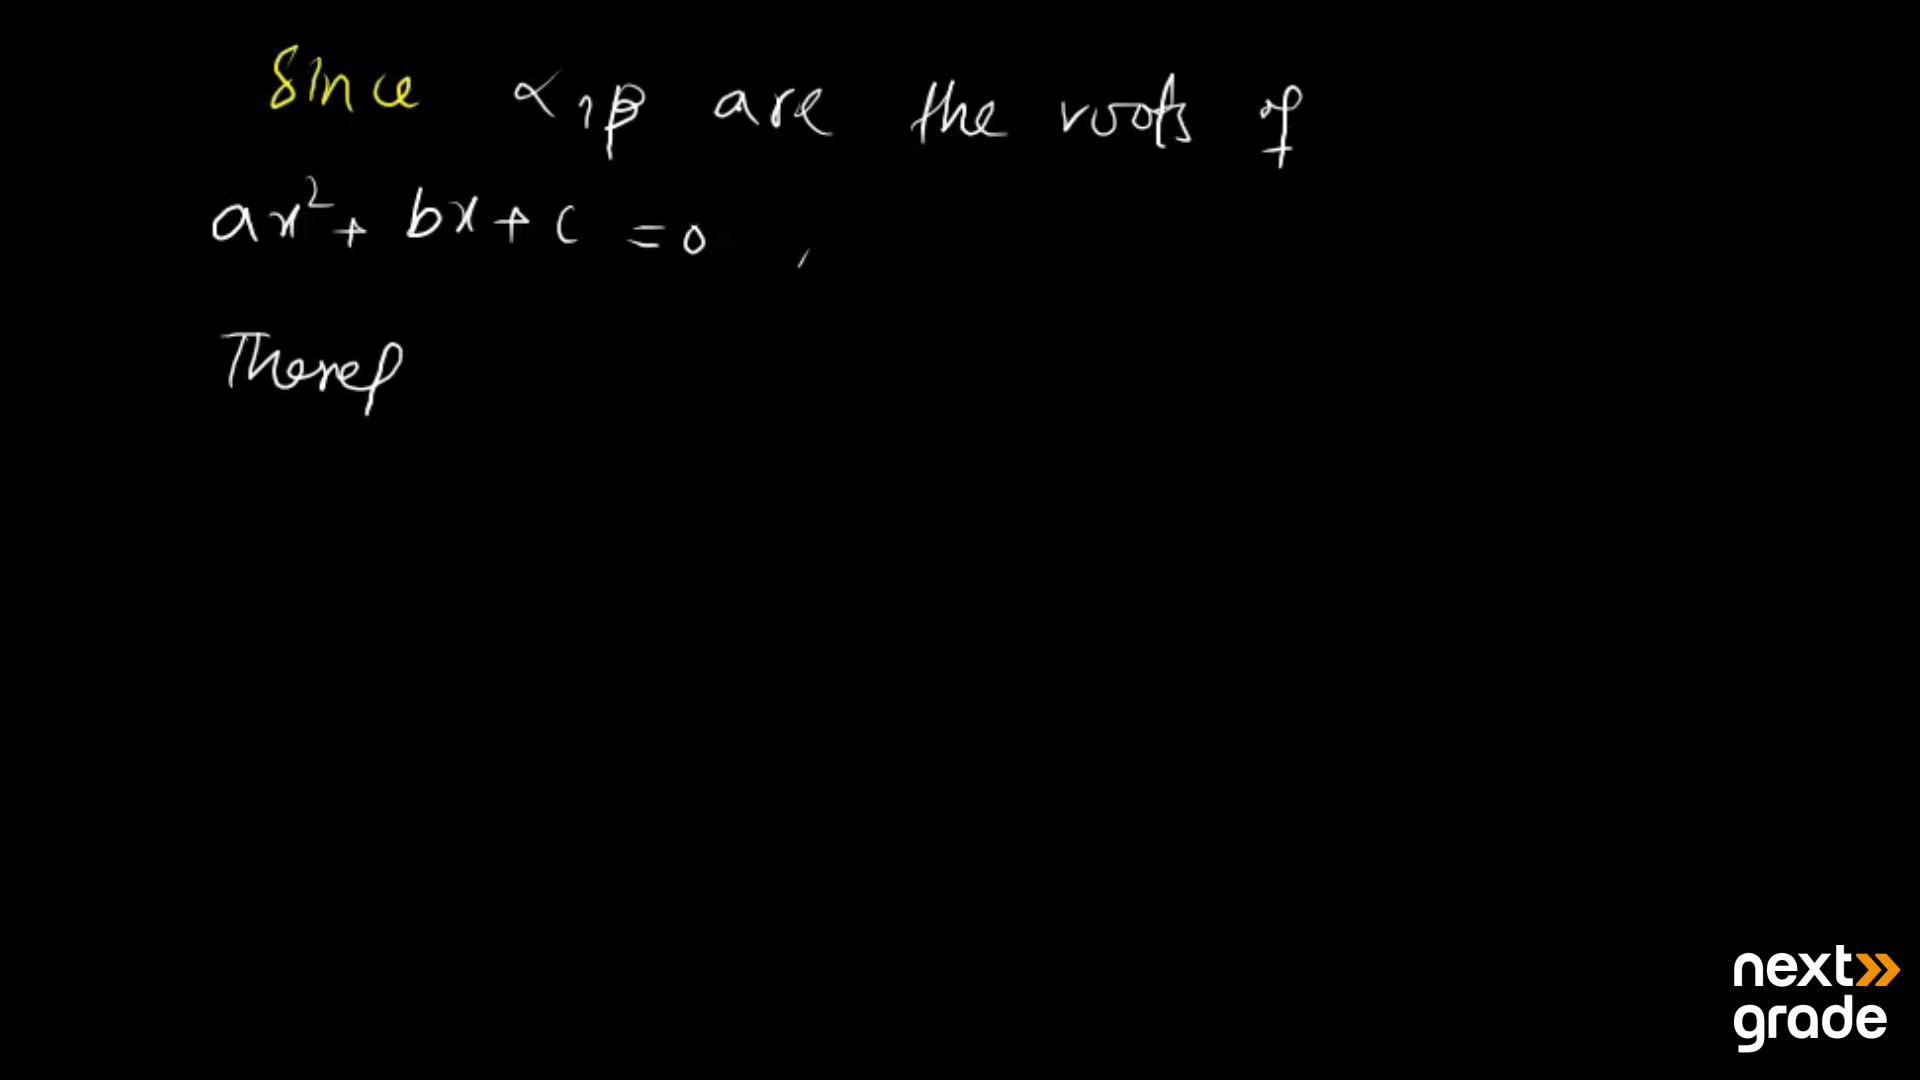 Since α, β are the roots of
ax² + bx + c = 0 ,
Theref
next
grade